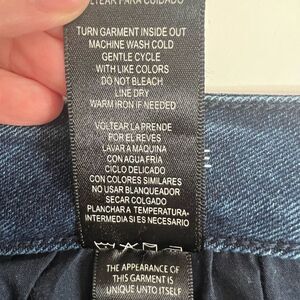 VOLTEAR PARA CUIDADO
TURN GARMENT INSIDE OUT
MACHINE WASH COLD
GENTLE CYCLE
WITH LIKE COLORS
DO NOT BLEACH
LINE DRY
WARM IRON IF NEEDED
VOLTEAR LA PRENDE
POR EL REVES
LAVAR A MAQUINA
CON AGUA FRIA
CICLO DELICADO
CON COLORES SIMILARES
NO USAR BLANQUEADOR
SECAR COLGADO
PLANCHAR A TEMPERATURA-
INTERMEDIA SI ES NECESARIO
THE APPEARANCE OF
THIS GARMENT IS
UNIQUE UNTO ITSELF